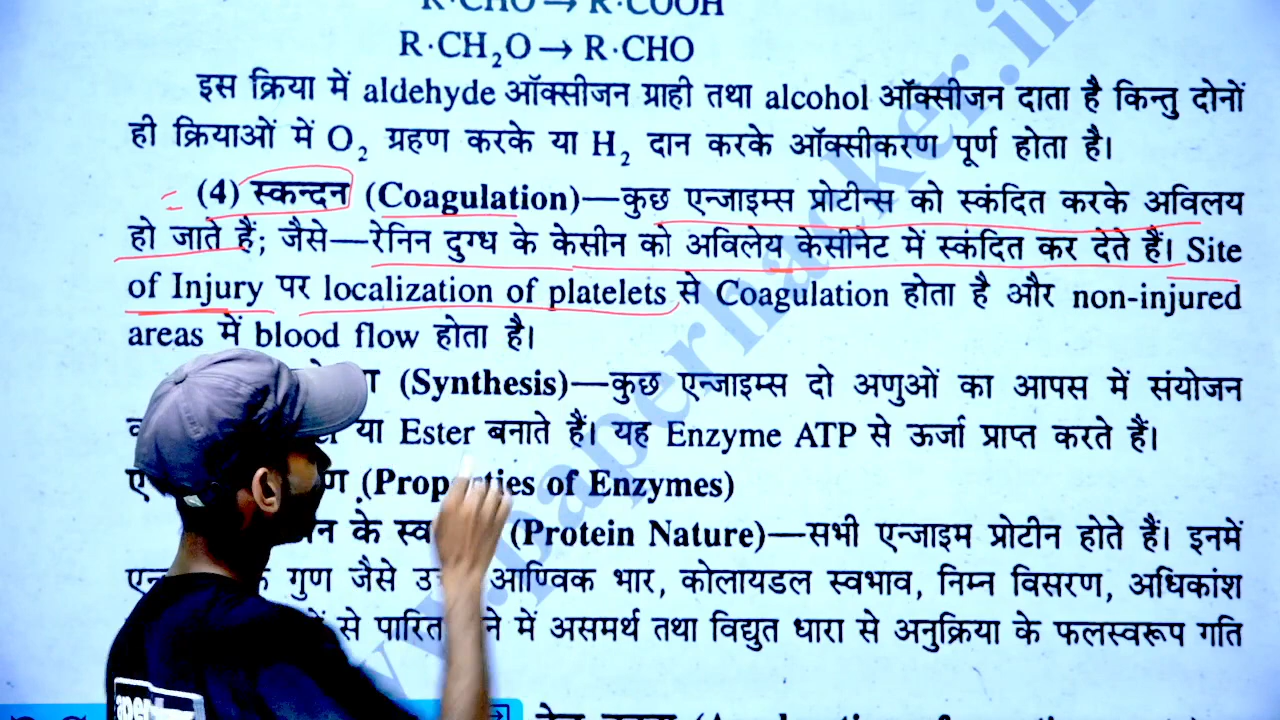 R·CHO → R·COOH
R·CH₂O → R·CHO
इस क्रिया में aldehyde ऑक्सीजन ग्राही तथा alcohol ऑक्सीजन दाता है किन्तु दोनों
ही क्रियाओं में O₂ ग्रहण करके या H₂ दान करके ऑक्सीकरण पूर्ण होता है।
(4) स्कन्दन (Coagulation)—कुछ एन्जाइम्स प्रोटीन्स को स्कंदित करके अविलय
हो जाते हैं; जैसे—रेनिन दुग्ध के केसीन को अविलेय केसीनेट में स्कंदित कर देते हैं। Site
of Injury पर localization of platelets से Coagulation होता है और non-injured
areas में blood flow होता है।
(Synthesis)—कुछ एन्जाइम्स दो अणुओं का आपस में संयोजन
या Ester बनाते हैं। यह Enzyme ATP से ऊर्जा प्राप्त करते हैं।
(Properties of Enzymes)
के (Protein Nature)—सभी एन्जाइम प्रोटीन होते हैं। इनमें
गुण जैसे आण्विक भार, कोलायडल स्वभाव, निम्न विसरण, अधिकांश
से पारित में असमर्थ तथा विद्युत धारा से अनुक्रिया के फलस्वरूप गति
www.paperhacker.in